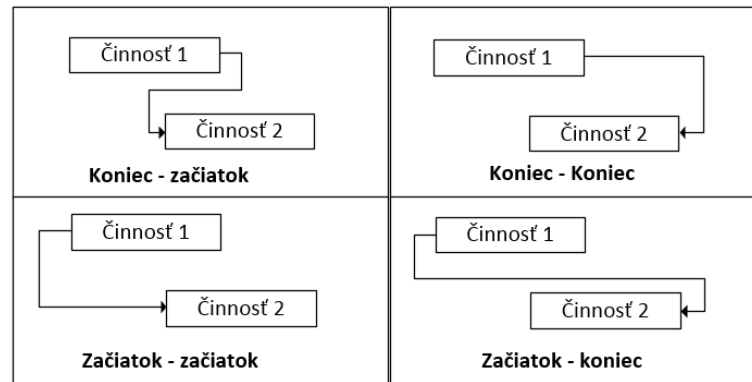 Činnosť 1
Činnosť 2
Koniec - začiatok
Činnosť 1
Činnosť 2
Koniec - Koniec
Činnosť 1
Činnosť 2
Začiatok - začiatok
Činnosť 1
Činnosť 2
Začiatok - koniec